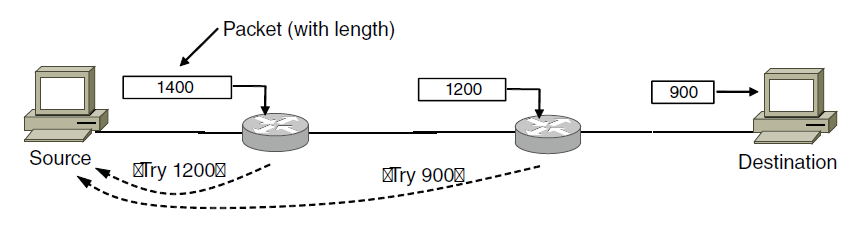 Packet (with length)
1400
1200
900
Source
Try 1200
Try 900
Destination